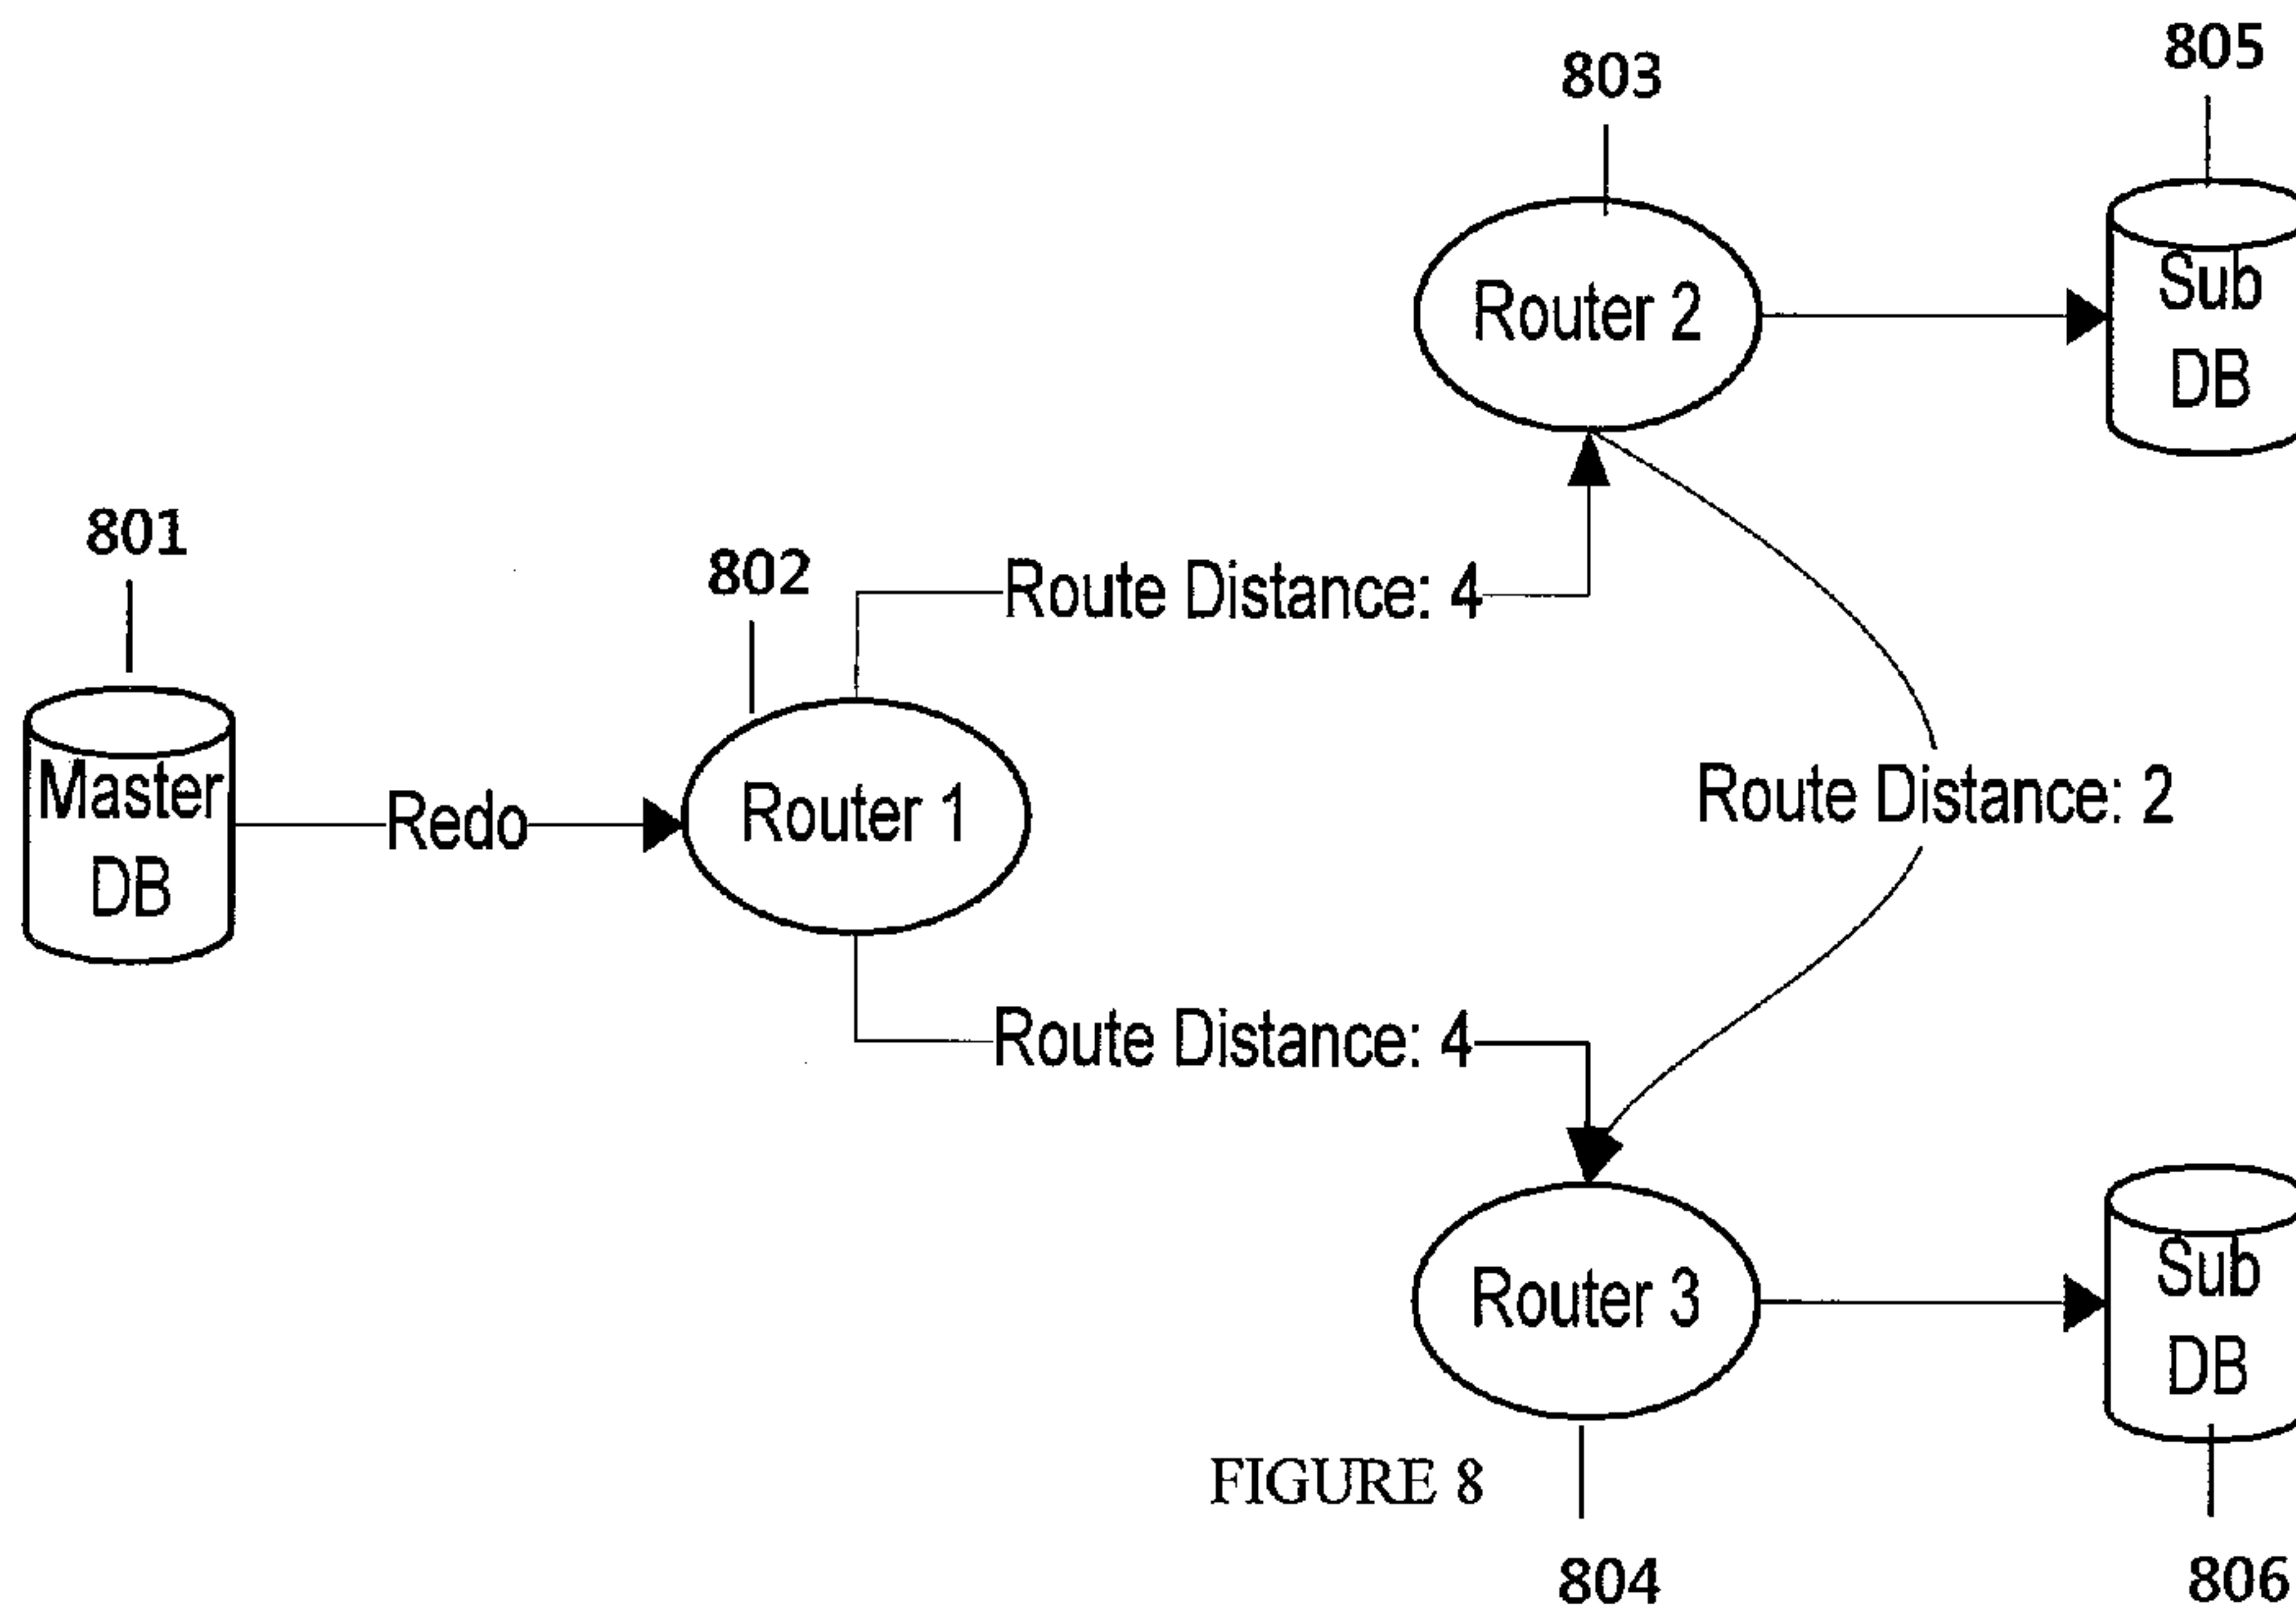 805
803
Sub
DB
Router 2
801
802
Route Distance: 4
Master
DB
Redo
Router 1
Route Distance: 2
Route Distance: 4
Sub
DB
Router 3
FIGURE 8
804
806